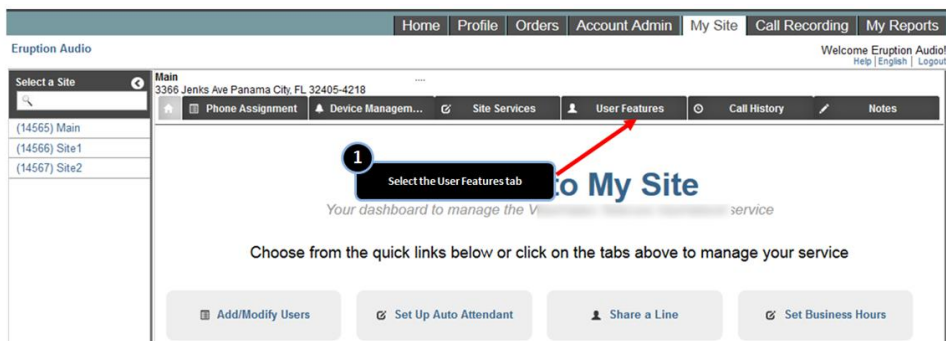 Home Profile Orders Account Admin My Site Call Recording My Reports
Eruption Audio
Welcome Eruption Audio!
Help | English | Logout
Select a Site
Main
3366 Jenks Ave Panama City, FL 32405-4218
....
Phone Assignment Device Managem... Site Services User Features Call History Notes
(14565) Main
(14566) Site1
(14567) Site2
1
Select the User Features tab
to My Site
Your dashboard to manage the service
Choose from the quick links below or click on the tabs above to manage your service
Add/Modify Users Set Up Auto Attendant Share a Line Set Business Hours